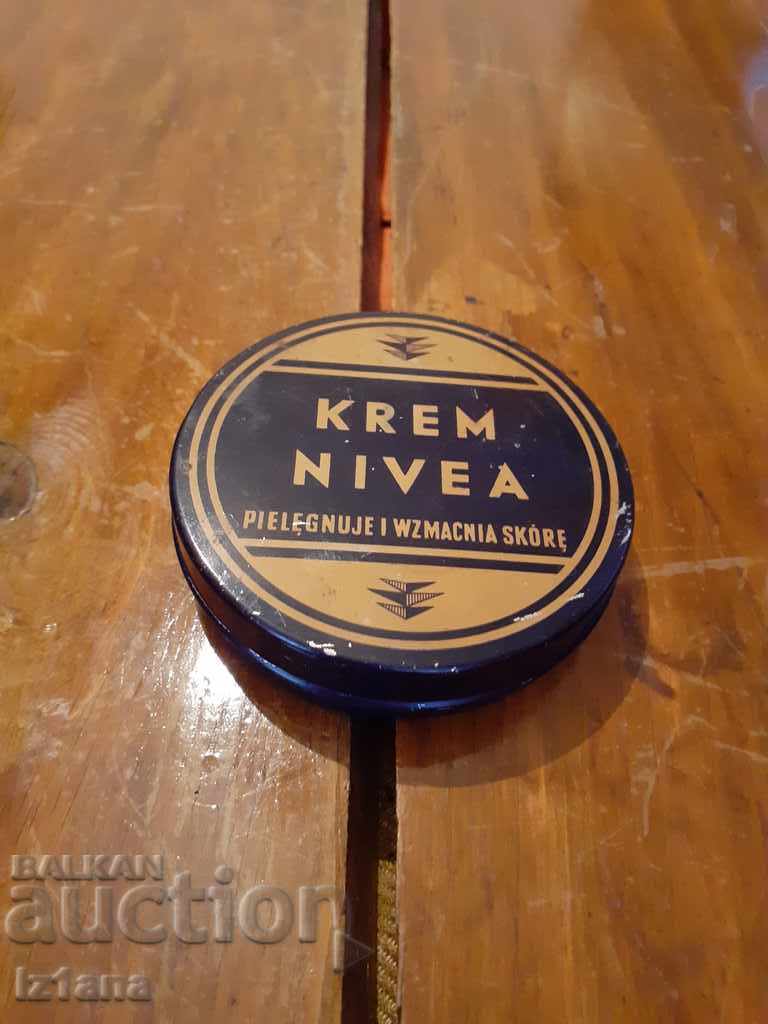 KREM
NIVEA
PIELĘGNUJE I WZMACNIA SKÓRĘ
BALKAN
auction
Iz1ana